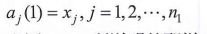 a_j(1) = x_j, j = 1, 2, ⋯, n_1